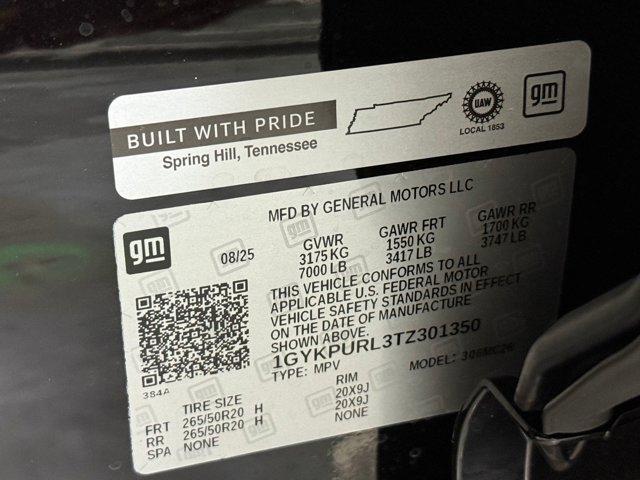 BUILT WITH PRIDE
Spring Hill, Tennessee
UAW
LOCAL 1853
gm
MFD BY GENERAL MOTORS LLC
gm
08/25
GVWR
3175 KG
7000 LB
GAWR FRT
1550 KG
3417 LB
GAWR RR
1700 KG
3747 LB
THIS VEHICLE CONFORMS TO ALL
APPLICABLE U.S. FEDERAL MOTOR
VEHICLE SAFETY STANDARDS IN EFFECT
ON THE DATE OF MANUFACTURE
SHOWN ABOVE.
1GYKPURL3TZ301350
TYPE: MPV MODEL: 306MC26
384A
TIRE SIZE RIM
FRT 265/50R20 H 20X9J
RR 265/50R20 H 20X9J
SPA NONE NONE